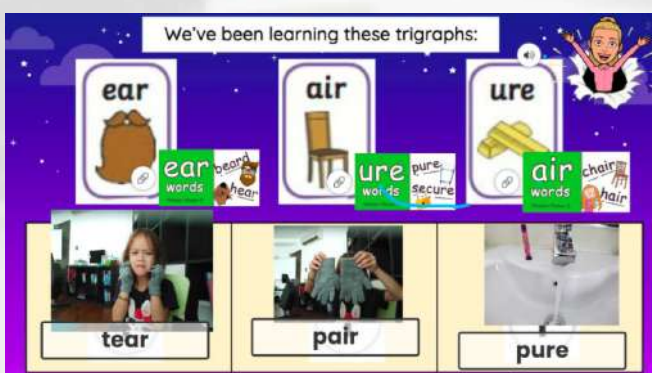 We've been learning these trigraphs:
ear
air
ure
ear
words
beard
hear
ure
words
pure
secure
air
words
chair
hair
tear
pair
pure